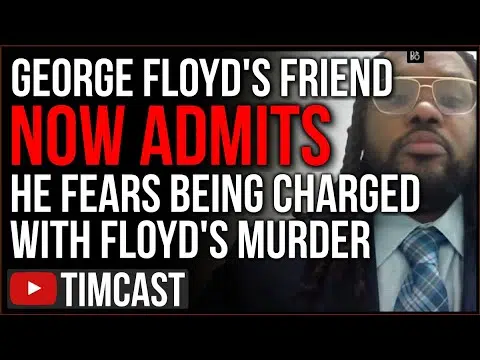 GEORGE FLOYD'S FRIEND
NOW ADMITS
HE FEARS BEING CHARGED
WITH FLOYD'S MURDER
TIMCAST